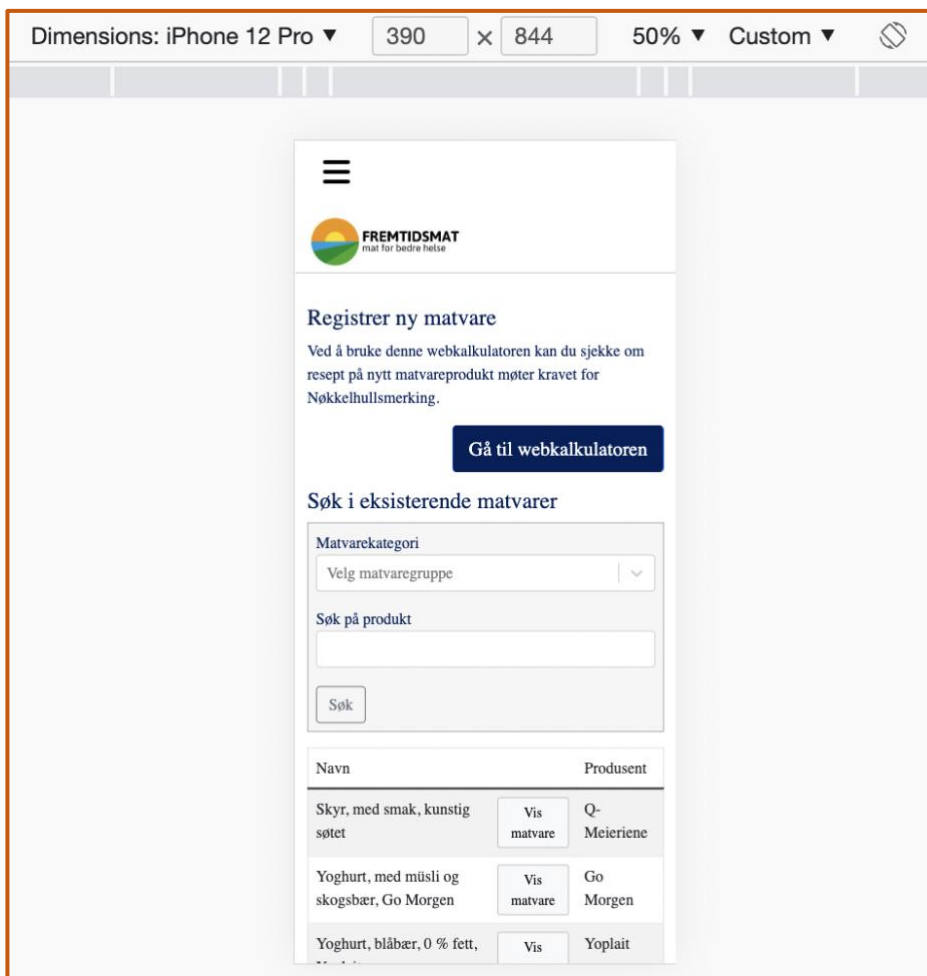 Dimensions: iPhone 12 Pro ▼ 390 × 844 50% ▼ Custom ▼
FREMTIDSMAT
mat for bedre helse
Registrer ny matvare
Ved å bruke denne webkalkulatoren kan du sjekke om
resept på nytt matvareprodukt møter kravet for
Nøkkelhullsmerking.
Gå til webkalkulatoren
Søk i eksisterende matvarer
Matvarekategori
Velg matvaregruppe
Søk på produkt
Søk
Navn Produsent
Skyr, med smak, kunstig Vis Q-
søtet matvare Meieriene
Yoghurt, med müsli og Vis Go
skogsbær, Go Morgen matvare Morgen
Yoghurt, blåbær, 0 % fett, Vis Yoplait